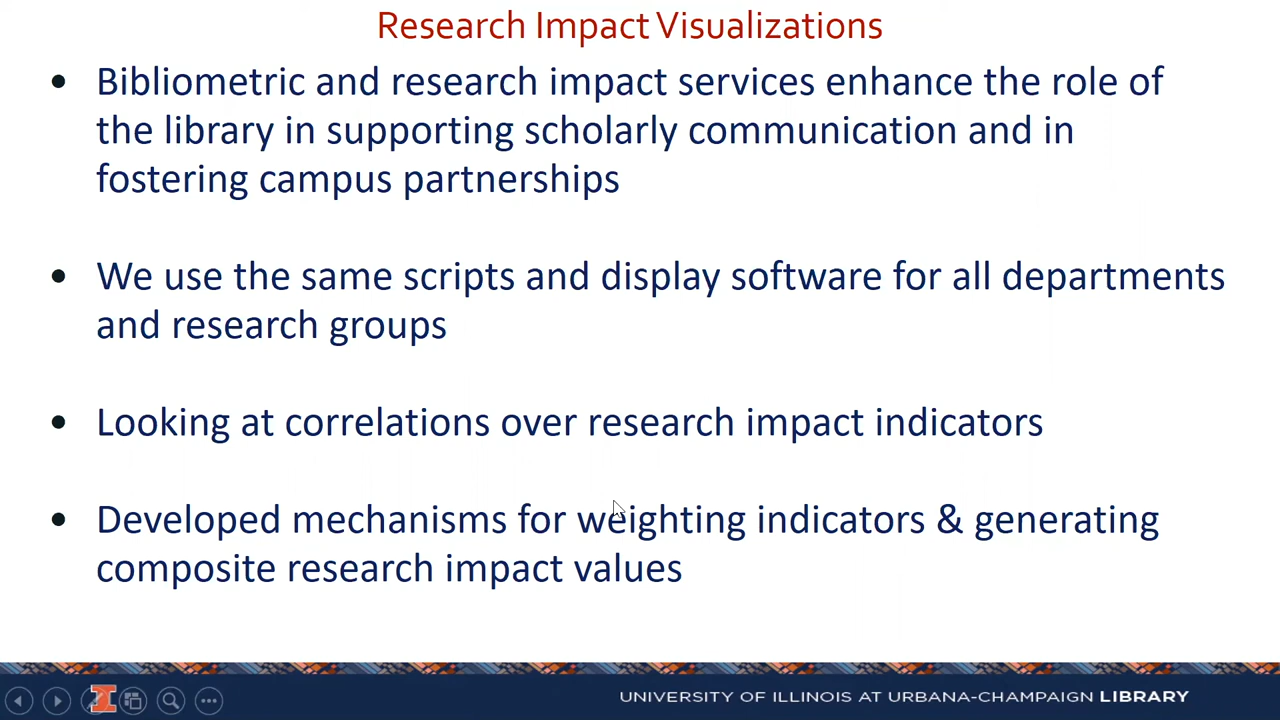 Research Impact Visualizations
• Bibliometric and research impact services enhance the role of
the library in supporting scholarly communication and in
fostering campus partnerships
• We use the same scripts and display software for all departments
and research groups
• Looking at correlations over research impact indicators
• Developed mechanisms for weighting indicators & generating
composite research impact values
UNIVERSITY OF ILLINOIS AT URBANA-CHAMPAIGN LIBRARY